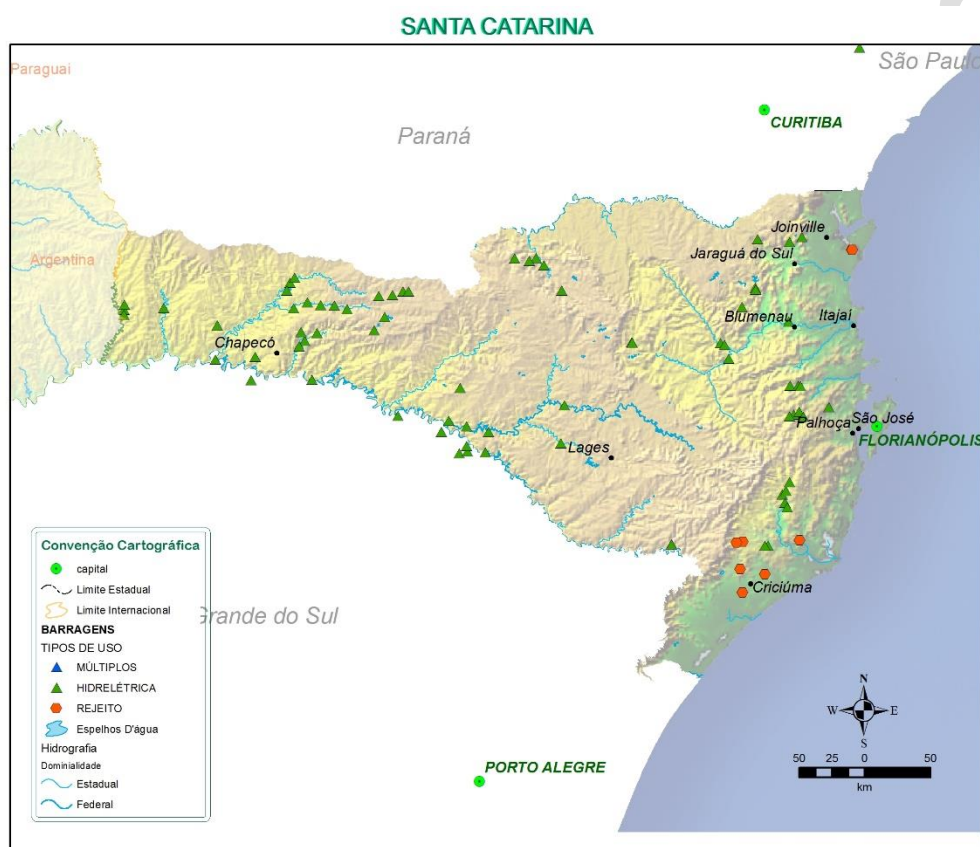 SANTA CATARINA
Paraguai
São Paulo
CURITIBA
Paraná
Joinville
Argentina
Jaraguá do Sul
Blumenau
Itajaí
Chapecó
Palhoça
São José
FLORIANÓPOLIS
Lages
Criciúma
Grande do Sul
PORTO ALEGRE
Convenção Cartográfica
capital
Limite Estadual
Limite Internacional
BARRAGENS
TIPOS DE USO
MÚLTIPLOS
HIDRELÉTRICA
REJEITO
Espelhos D'água
Hidrografia
Dominialidade
Estadual
Federal
N
W
E
S
50 25 0 50
km